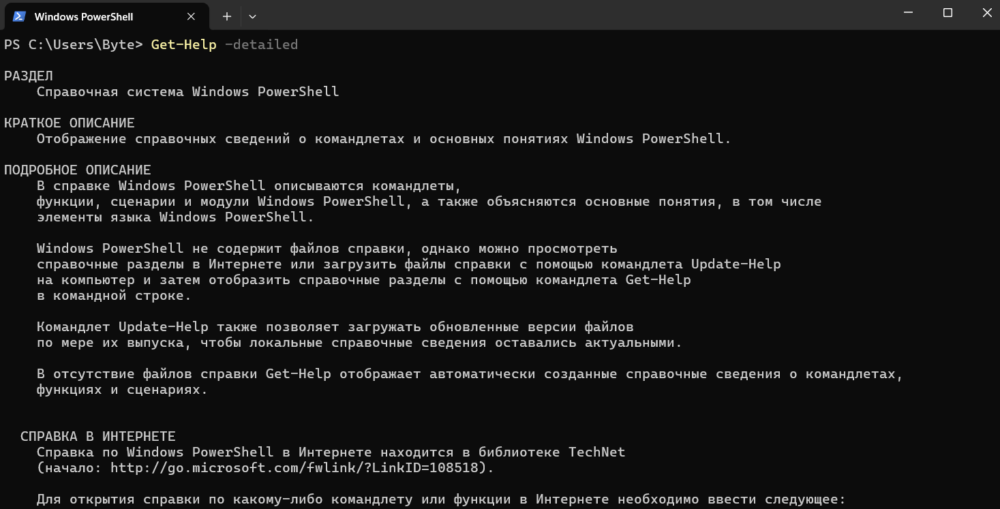 Windows PowerShell
PS C:\Users\Byte> Get-Help -detailed
РАЗДЕЛ
Справочная система Windows PowerShell
КРАТКОЕ ОПИСАНИЕ
Отображение справочных сведений о командлетах и основных понятиях Windows PowerShell.
ПОДРОБНОЕ ОПИСАНИЕ
В справке Windows PowerShell описываются командлеты,
функции, сценарии и модули Windows PowerShell, а также объясняются основные понятия, в том числе
элементы языка Windows PowerShell.
Windows PowerShell не содержит файлов справки, однако можно просмотреть
справочные разделы в Интернете или загрузить файлы справки с помощью командлета Update-Help
на компьютер и затем отобразить справочные разделы с помощью командлета Get-Help
в командной строке.
Командлет Update-Help также позволяет загружать обновленные версии файлов
по мере их выпуска, чтобы локальные справочные сведения оставались актуальными.
В отсутствие файлов справки Get-Help отображает автоматически созданные справочные сведения о командлетах,
функциях и сценариях.
СПРАВКА В ИНТЕРНЕТЕ
Справка по Windows PowerShell в Интернете находится в библиотеке TechNet
(начало: http://go.microsoft.com/fwlink/?LinkID=108518).
Для открытия справки по какому-либо командлету или функции в Интернете необходимо ввести следующее: